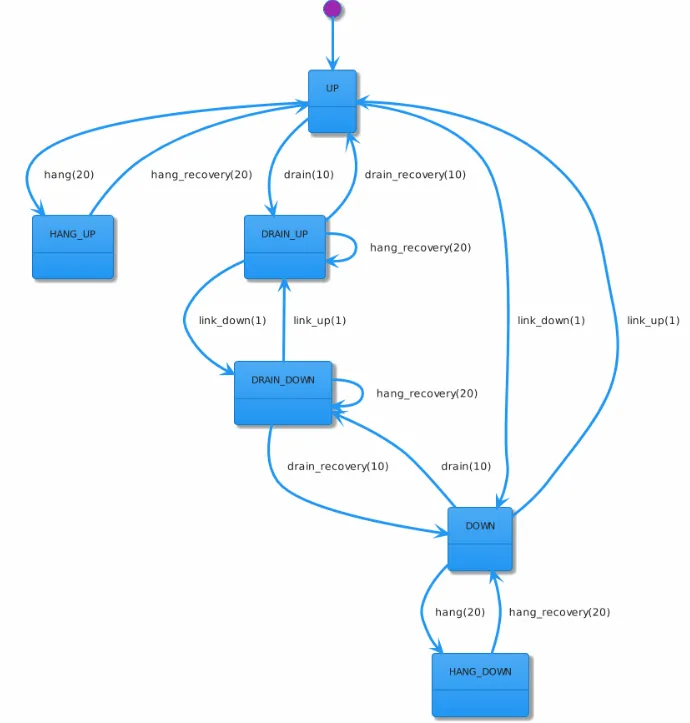 UP
hang(20)
hang_recovery(20)
drain(10)
drain_recovery(10)
HANG_UP
DRAIN_UP
hang_recovery(20)
link_down(1)
link_up(1)
link_down(1)
link_up(1)
DRAIN_DOWN
hang_recovery(20)
drain_recovery(10)
drain(10)
DOWN
hang(20)
hang_recovery(20)
HANG_DOWN